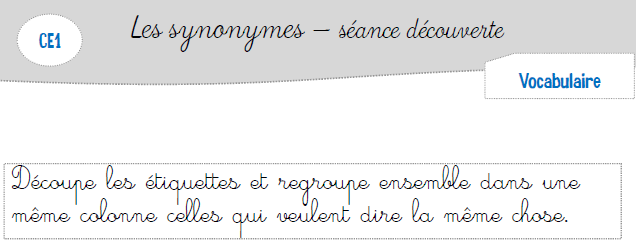 CE1
Les synonymes – séance découverte
Vocabulaire
Découpe les étiquettes et regroupe ensemble dans une
même colonne celles qui veulent dire la même chose.